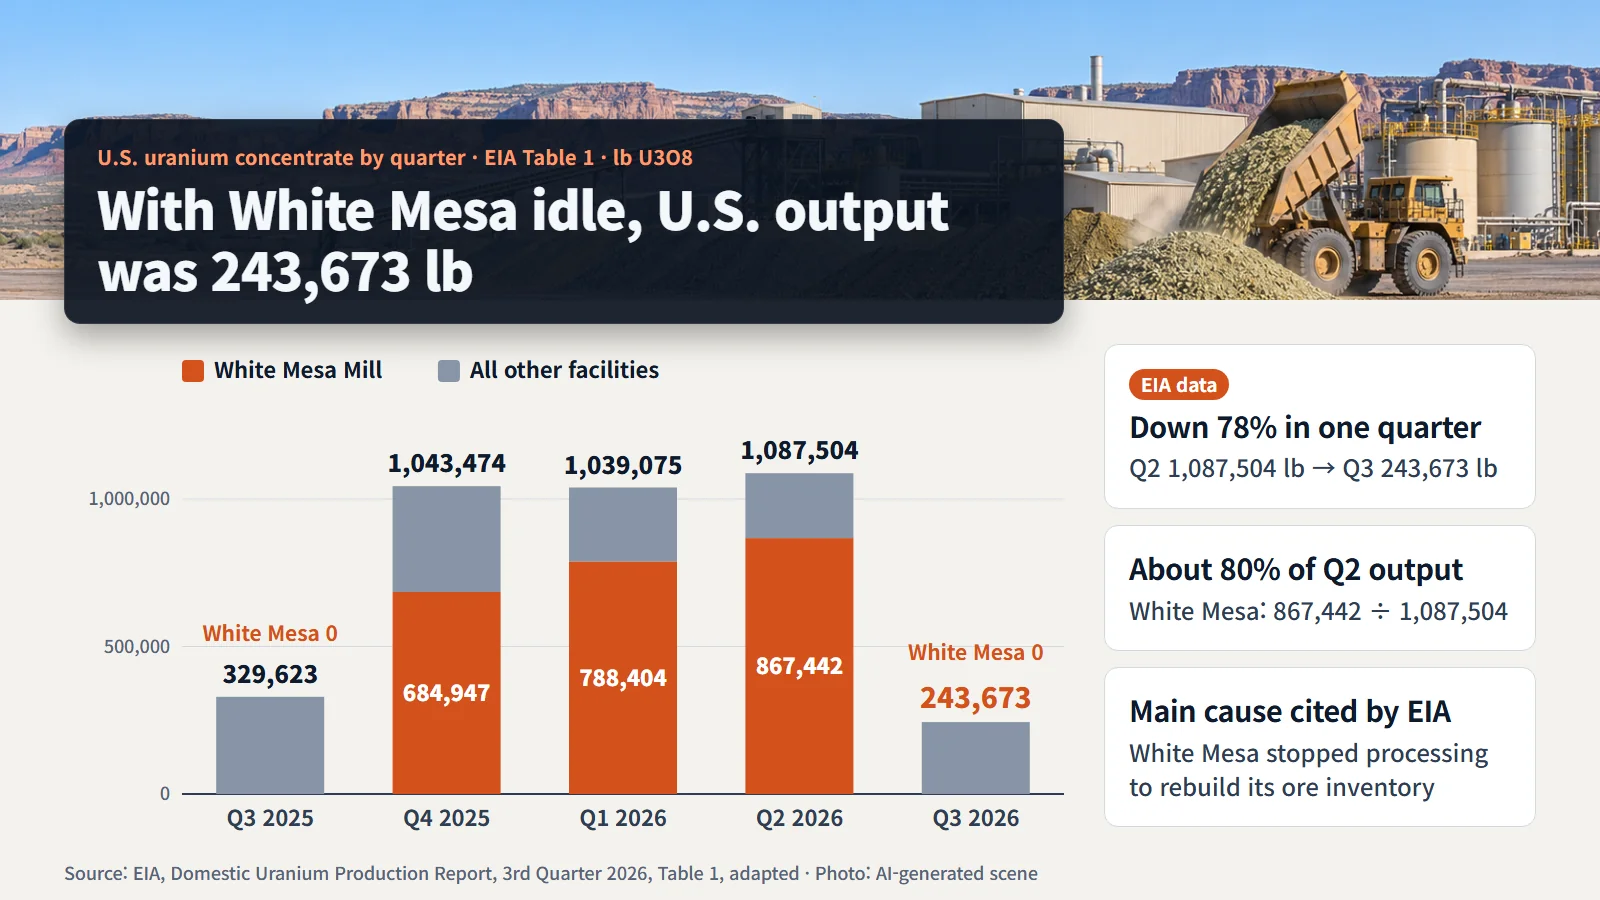 U.S. uranium concentrate by quarter · EIA Table 1 · lb U3O8
With White Mesa idle, U.S. output
was 243,673 lb
White Mesa Mill
All other facilities
1,000,000
500,000
0
White Mesa 0
329,623
1,043,474
684,947
1,039,075
788,404
1,087,504
867,442
White Mesa 0
243,673
Q3 2025
Q4 2025
Q1 2026
Q2 2026
Q3 2026
EIA data
Down 78% in one quarter
Q2 1,087,504 lb → Q3 243,673 lb
About 80% of Q2 output
White Mesa: 867,442 ÷ 1,087,504
Main cause cited by EIA
White Mesa stopped processing
to rebuild its ore inventory
Source: EIA, Domestic Uranium Production Report, 3rd Quarter 2026, Table 1, adapted · Photo: AI-generated scene